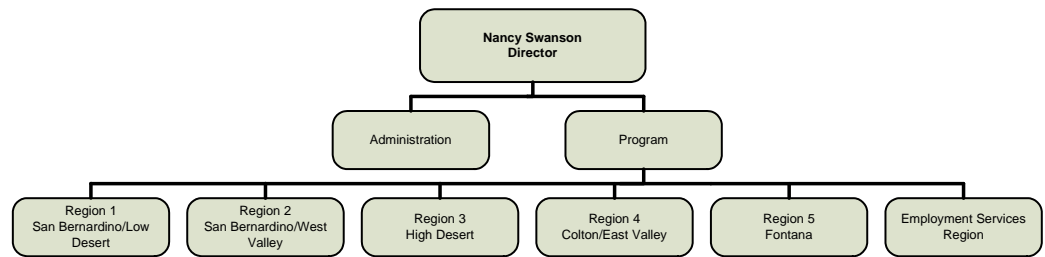 Nancy Swanson
Director
Administration
Program
Region 1
San Bernardino/Low
Desert
Region 2
San Bernardino/West
Valley
Region 3
High Desert
Region 4
Colton/East Valley
Region 5
Fontana
Employment Services
Region